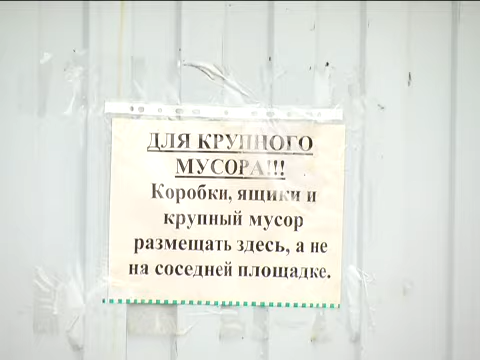 ДЛЯ КРУПНОГО
МУСОРА!!!
Коробки, ящики и
крупный мусор
размещать здесь, а не
на соседней площадке.